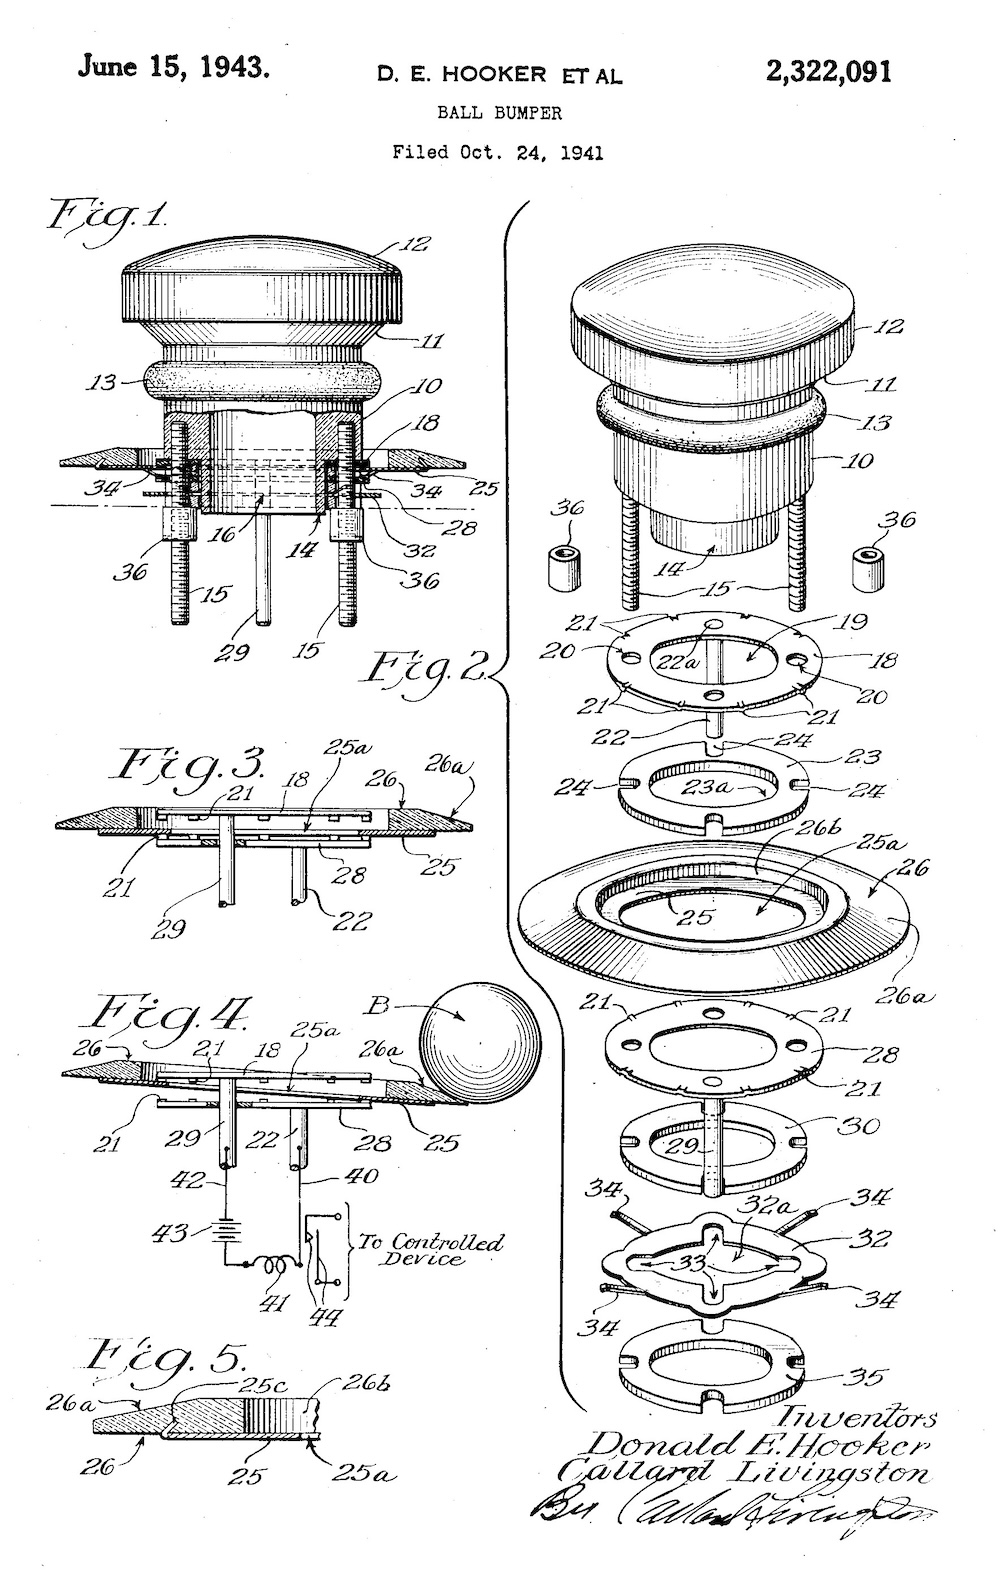 June 15, 1943.
D. E. HOOKER ET AL
2,322,091
BALL BUMPER
Filed Oct. 24, 1941
Fig. 1.
12
11
13
10
18
34
34
25
28
16
14
32
36
36
15
29
15
Fig. 2.
12
11
13
10
36
36
14
15
21
19
20
22a
18
20
21
21
22
24
23
24
23a
24
26b
25a
26
25
26a
21
21
28
21
30
29
34
32a
34
32
33
34
34
35
Fig. 3.
25a
26
26a
21
18
21
28
25
29
22
Fig. 4.
B
25a
26
21
18
26a
21
29
22
28
25
42
40
43
To Controlled
Device
41
44
Fig. 5.
25c
26b
26a
26
25
25a
Inventors
Donald E. Hooker
Callard Livingston
By Callard Livingston